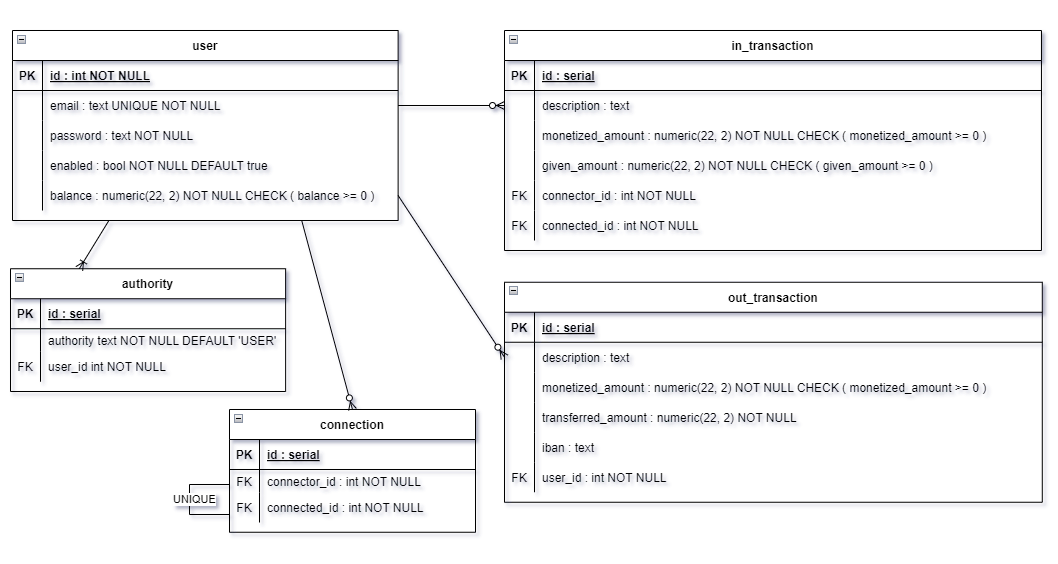 user
PK id : int NOT NULL
email : text UNIQUE NOT NULL
password : text NOT NULL
enabled : bool NOT NULL DEFAULT true
balance : numeric(22, 2) NOT NULL CHECK ( balance >= 0 )
in_transaction
PK id : serial
description : text
monetized_amount : numeric(22, 2) NOT NULL CHECK ( monetized_amount >= 0 )
given_amount : numeric(22, 2) NOT NULL CHECK ( given_amount >= 0 )
FK connector_id : int NOT NULL
FK connected_id : int NOT NULL
authority
PK id : serial
authority text NOT NULL DEFAULT 'USER'
FK user_id int NOT NULL
out_transaction
PK id : serial
description : text
monetized_amount : numeric(22, 2) NOT NULL CHECK ( monetized_amount >= 0 )
transferred_amount : numeric(22, 2) NOT NULL
iban : text
FK user_id : int NOT NULL
connection
PK id : serial
FK connector_id : int NOT NULL
UNIQUE
FK connected_id : int NOT NULL